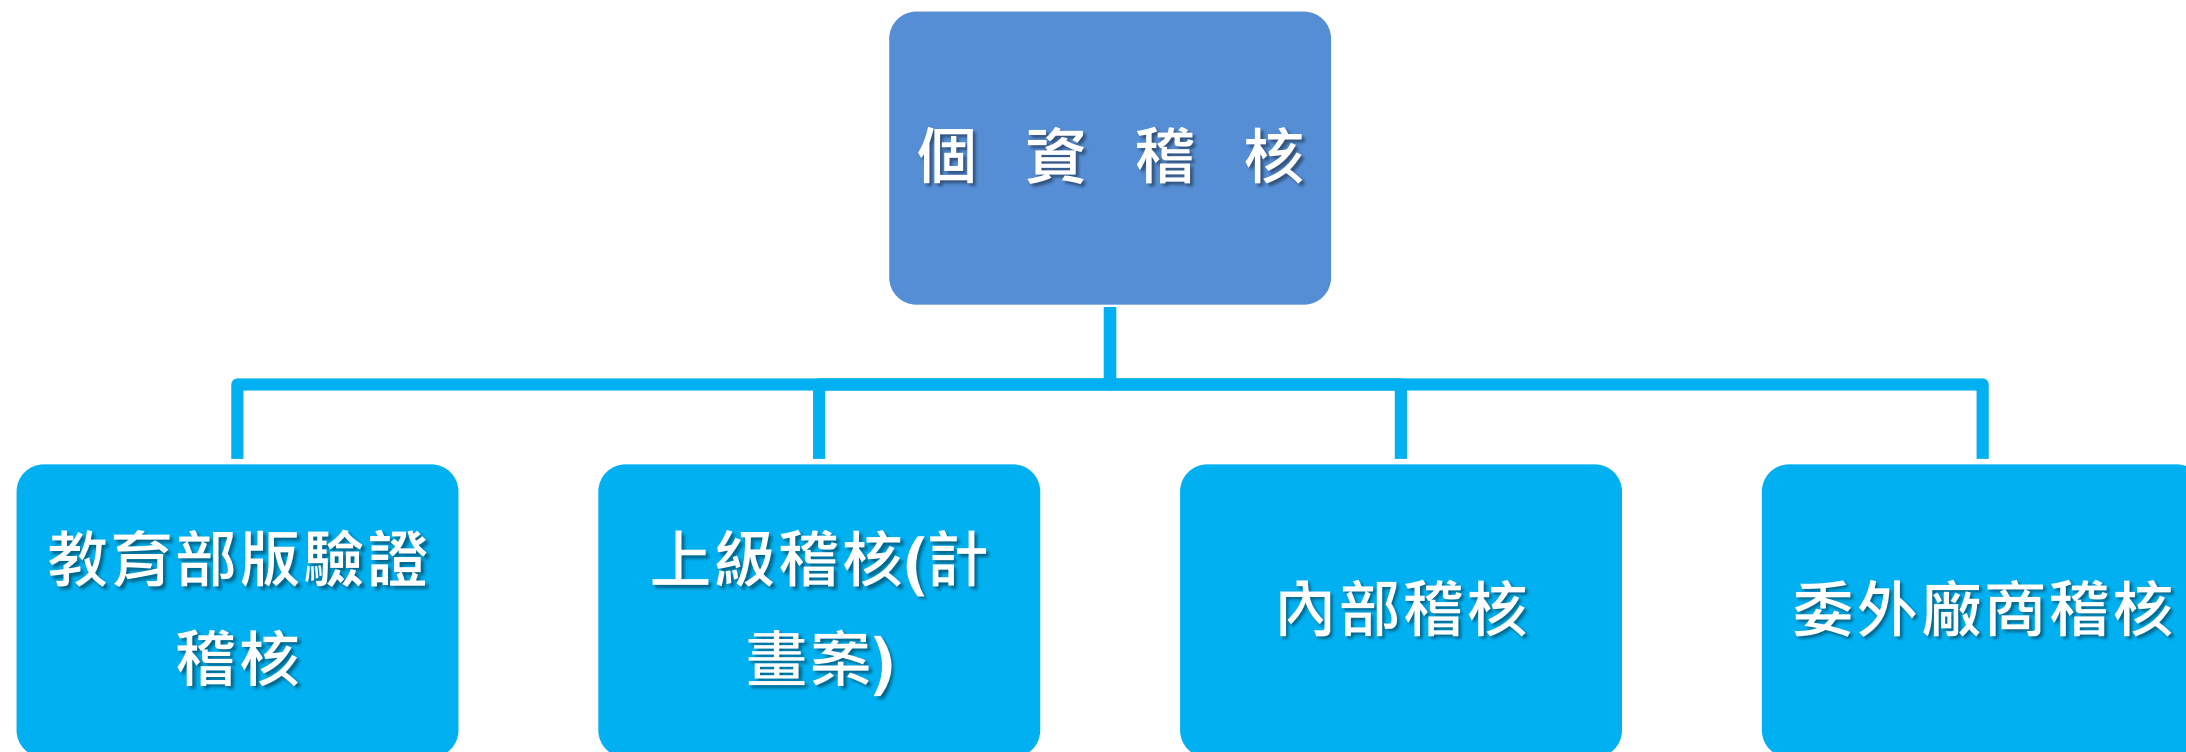 個 資 稽 核
教育部版驗證
稽核
上級稽核(計
畫案)
內部稽核
委外廠商稽核